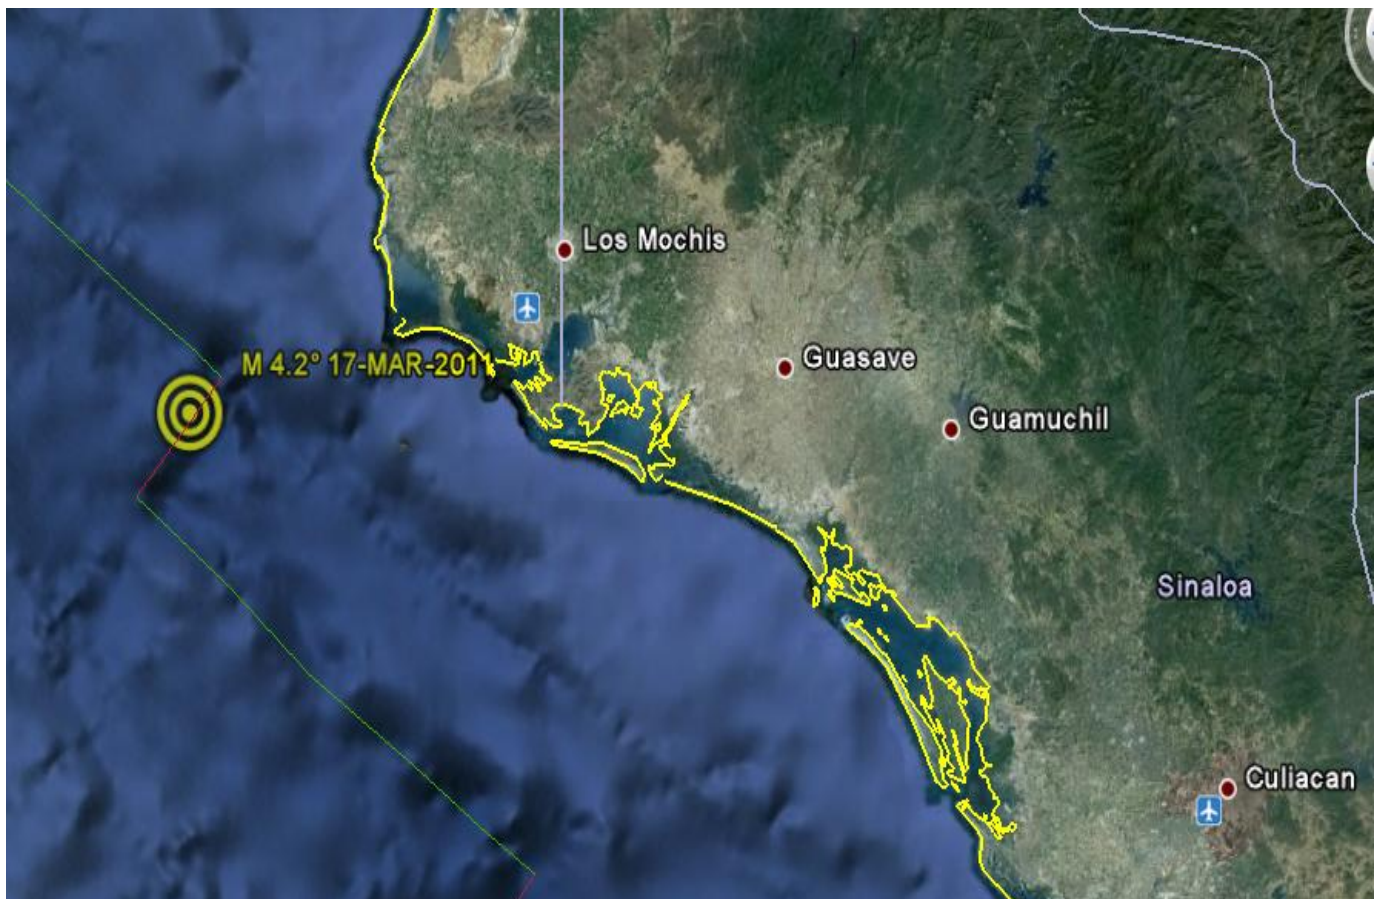 Los Mochis
M 4.2° 17-MAR-2011
Guasave
Guamuchil
Sinaloa
Culiacan